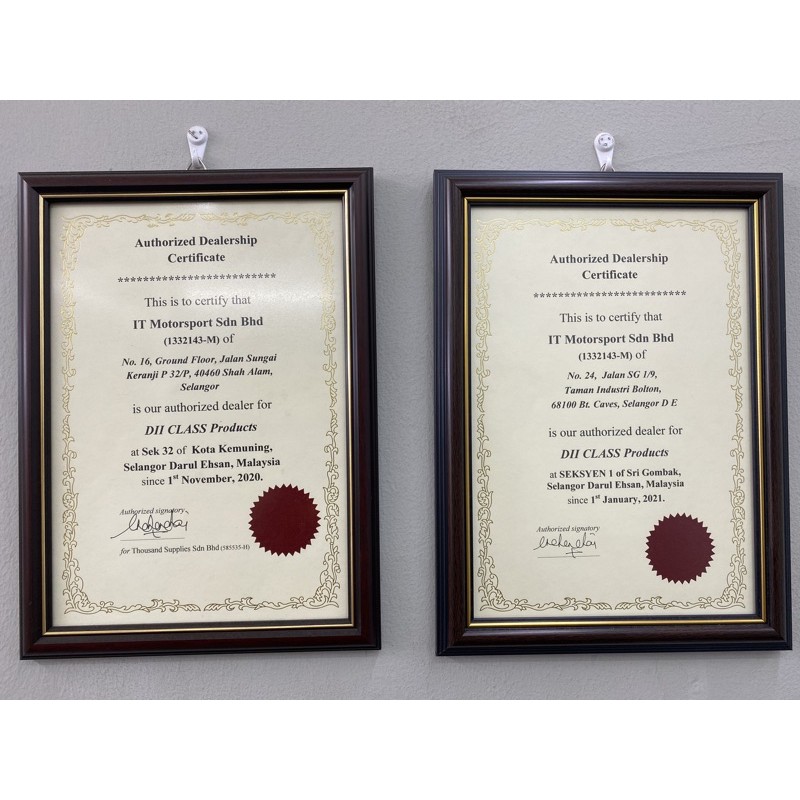 Authorized Dealership
Certificate
*************************
This is to certify that
IT Motorsport Sdn Bhd
(1332143-M) of
No. 16, Ground Floor, Jalan Sungai
Keranji P 32/P, 40460 Shah Alam,
Selangor
is our authorized dealer for
DII CLASS Products
at Sek 32 of Kota Kemuning,
Selangor Darul Ehsan, Malaysia
since 1st November, 2020.
Authorized signatory
for Thousand Supplies Sdn Bhd (583535-H)
Authorized Dealership
Certificate
*************************
This is to certify that
IT Motorsport Sdn Bhd
(1332143-M) of
No. 24, Jalan SG 1/9,
Taman Industri Bolton,
68100 Bt. Caves, Selangor D E
is our authorized dealer for
DII CLASS Products
at SEKSYEN 1 of Sri Gombak,
Selangor Darul Ehsan, Malaysia
since 1st January, 2021.
Authorized signatory